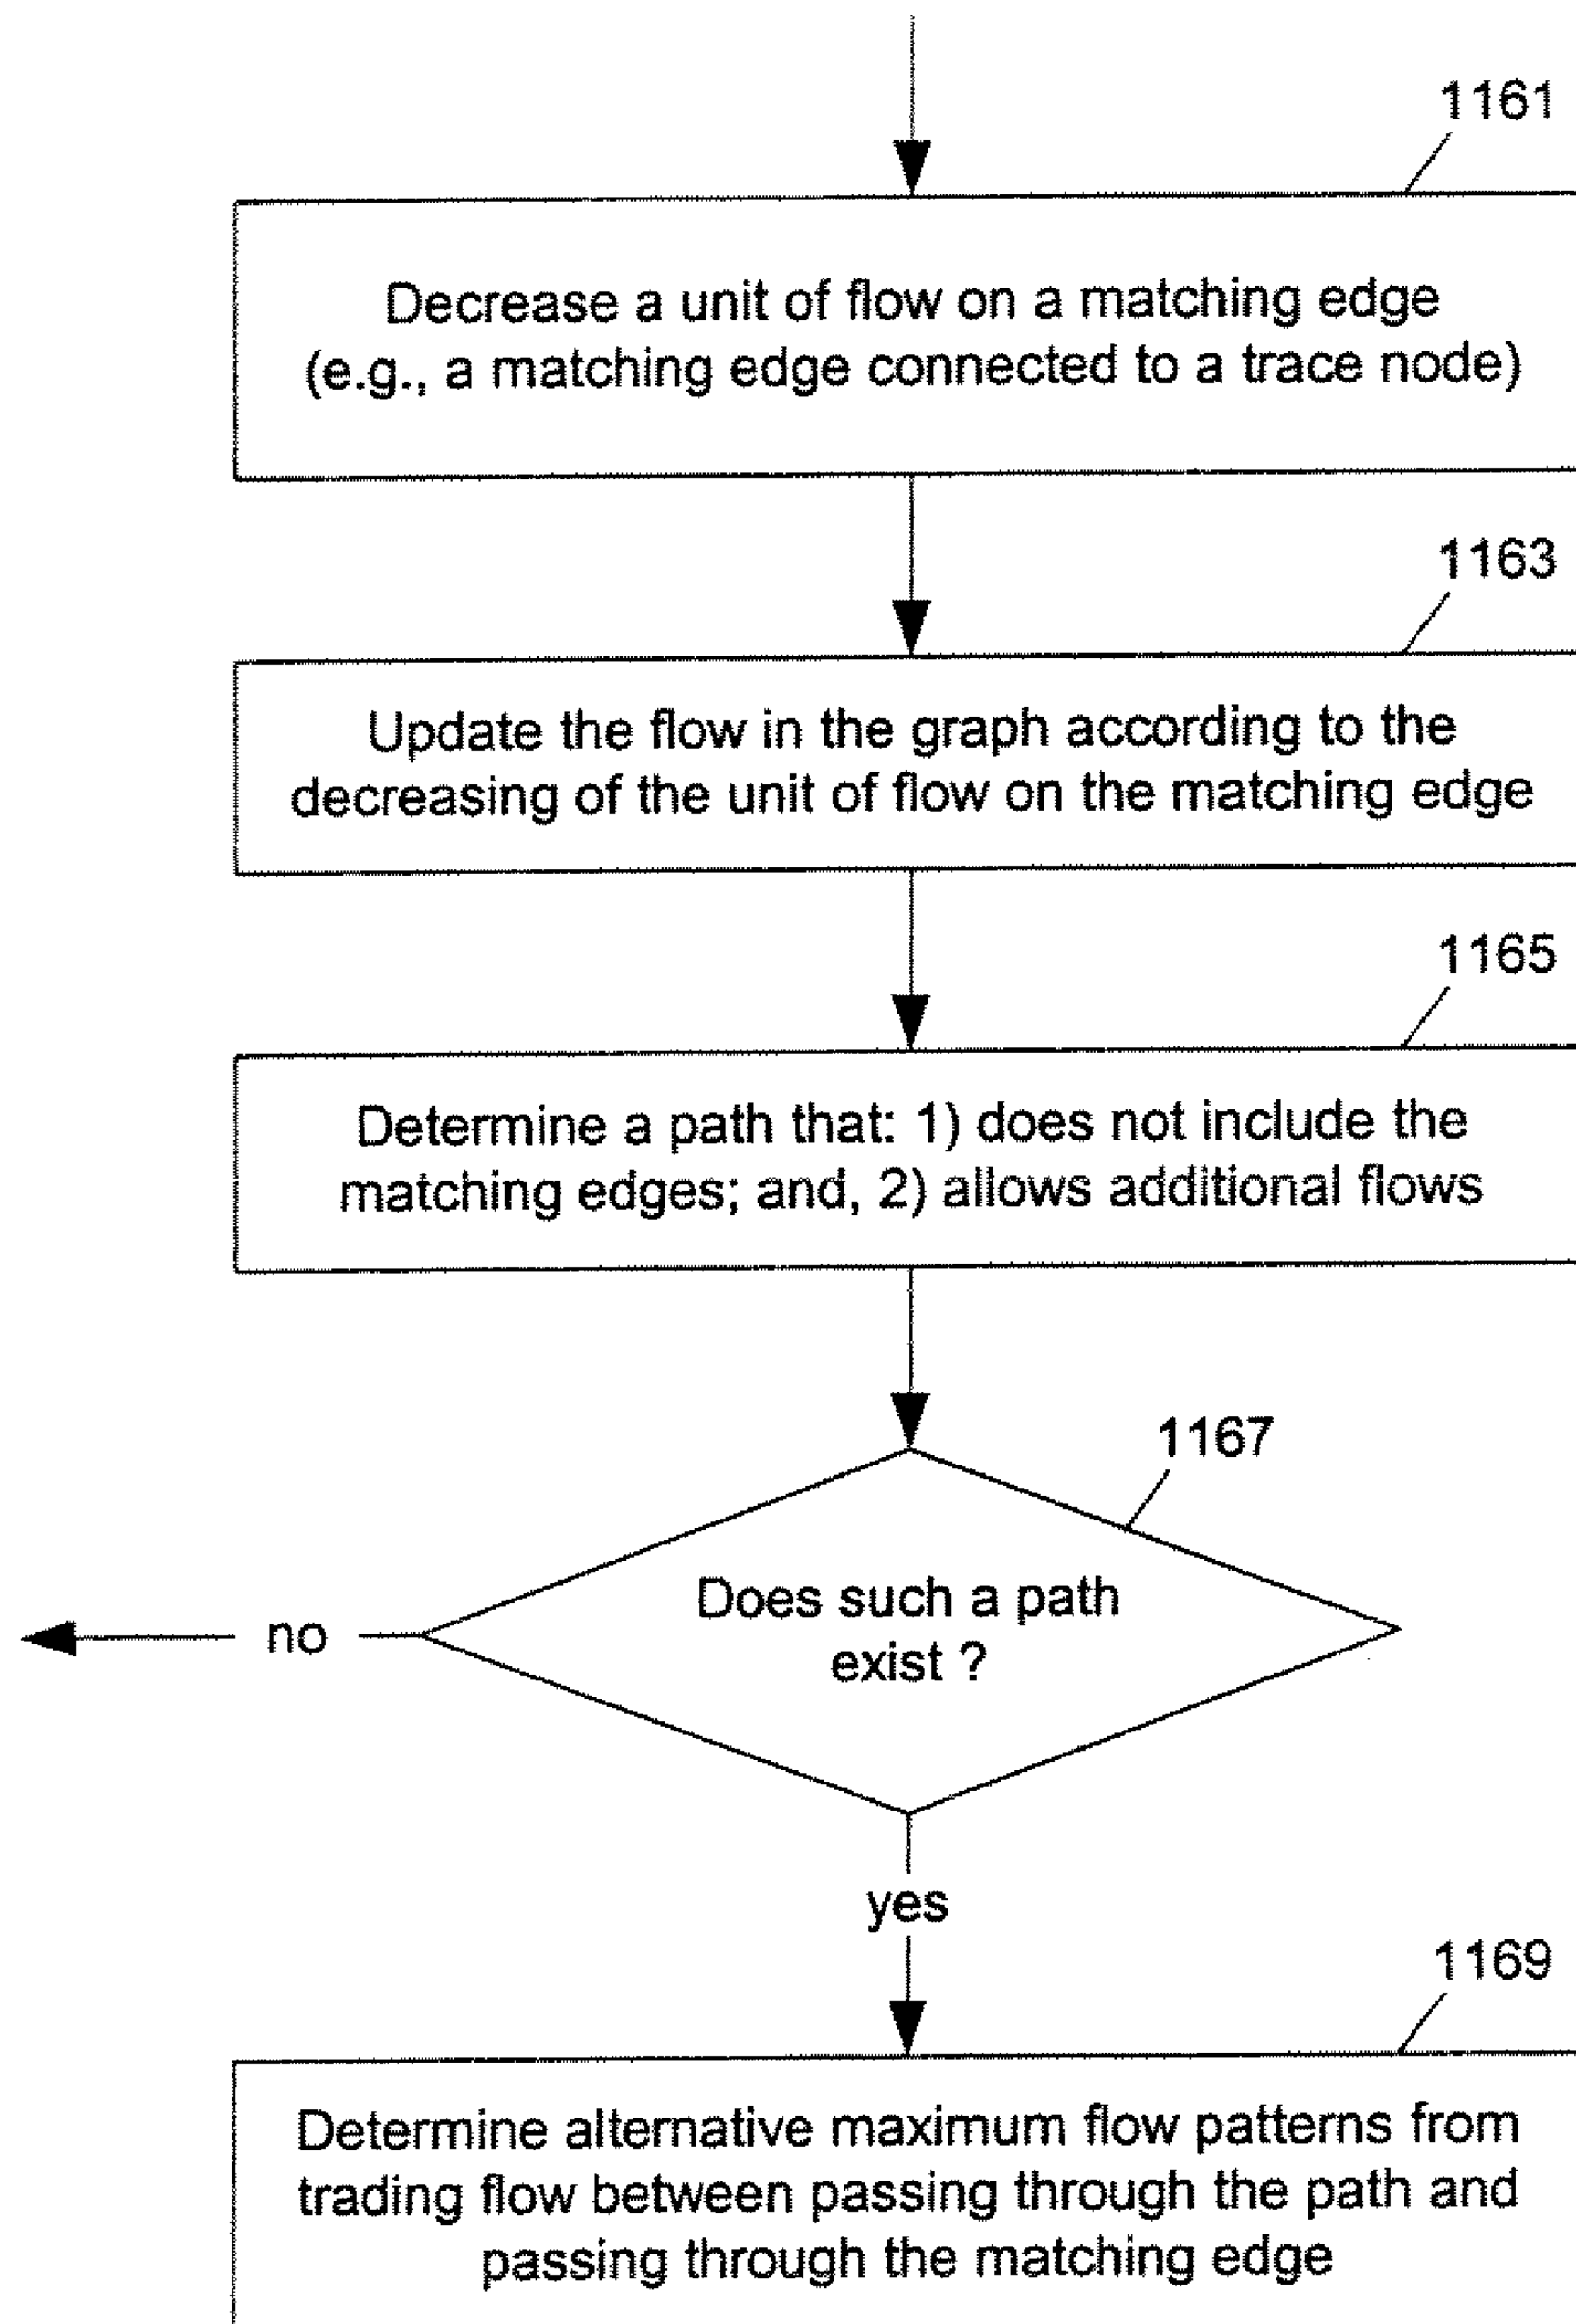 1161
Decrease a unit of flow on a matching edge
(e.g., a matching edge connected to a trace node)
1163
Update the flow in the graph according to the
decreasing of the unit of flow on the matching edge
1165
Determine a path that: 1) does not include the
matching edges; and, 2) allows additional flows
1167
Does such a path
exist ?
no
yes
1169
Determine alternative maximum flow patterns from
trading flow between passing through the path and
passing through the matching edge